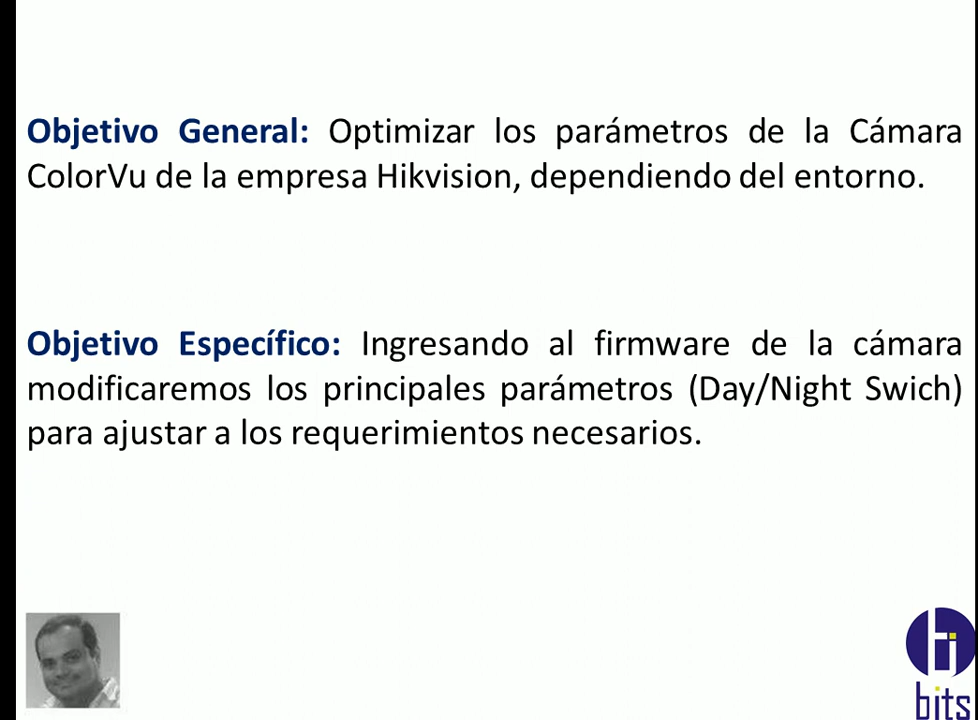 Objetivo General: Optimizar los parámetros de la Cámara
ColorVu de la empresa Hikvision, dependiendo del entorno.
Objetivo Específico: Ingresando al firmware de la cámara
modificaremos los principales parámetros (Day/Night Swich)
para ajustar a los requerimientos necesarios.
bits